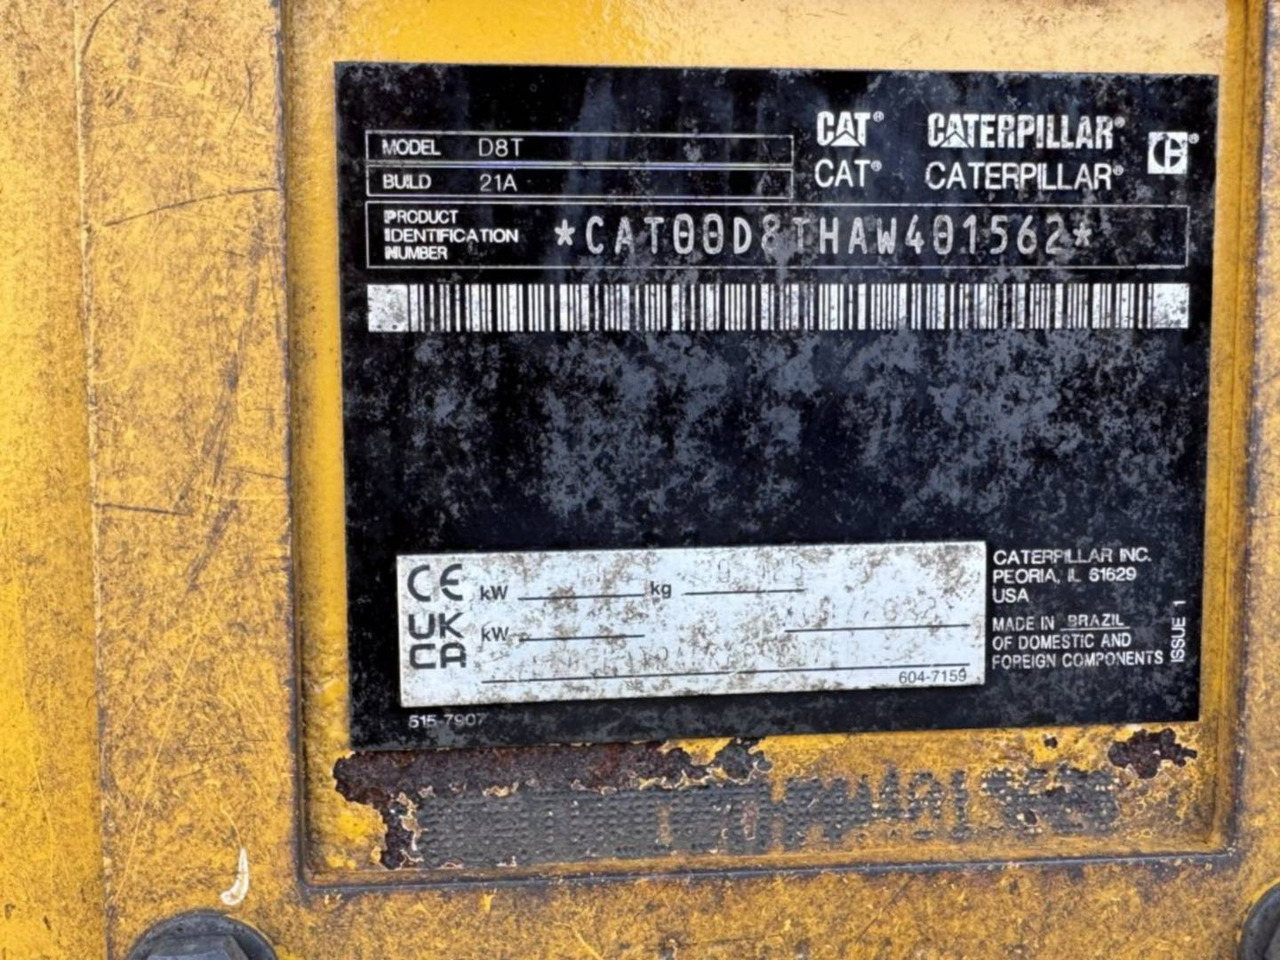 CAT® CATERPILLAR®
CAT® CATERPILLAR®
MODEL D8T
BUILD 21A
PRODUCT
IDENTIFICATION
NUMBER
*CAT00D8THAW401562*
CE kW kg
UK
CA kW
604-7159
515-7907
CATERPILLAR INC.
PEORIA, IL 61629
USA
MADE IN BRAZIL
OF DOMESTIC AND
FOREIGN COMPONENTS
ISSUE 1